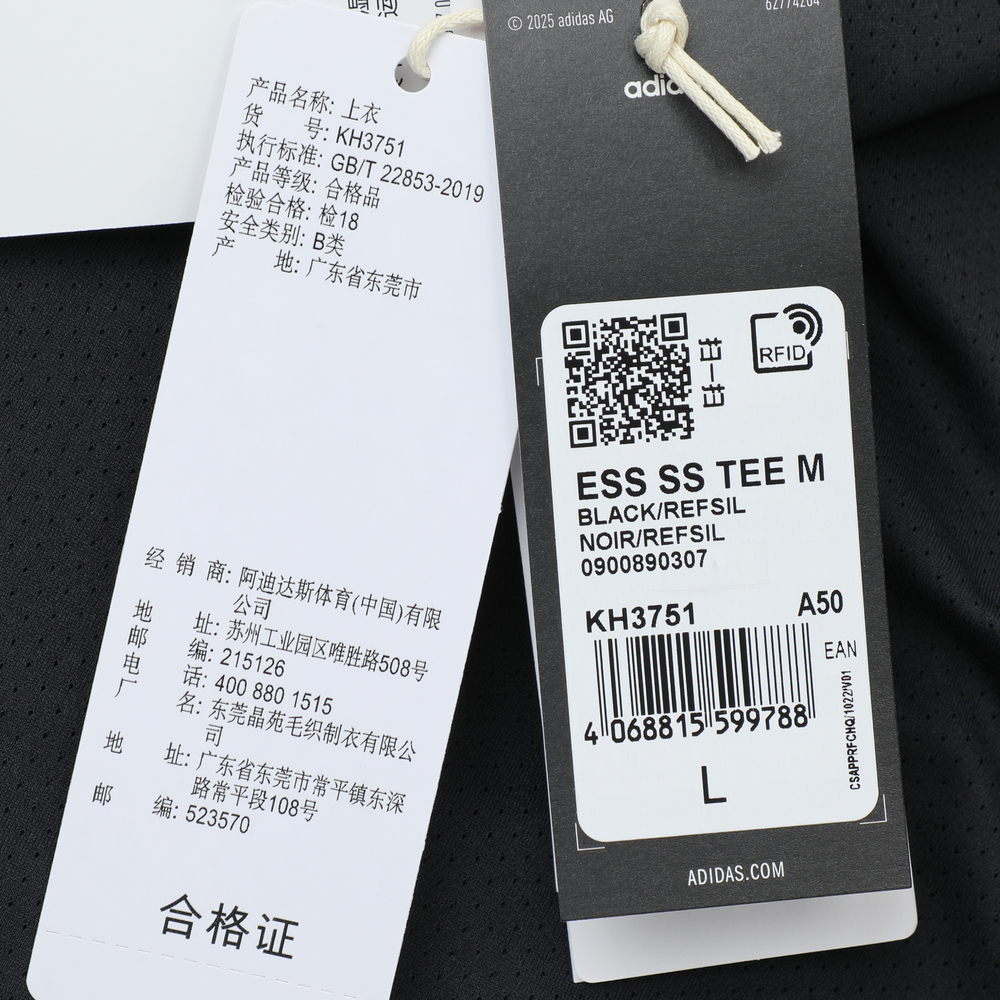 产品名称: 上衣
货 号: KH3751
执行标准: GB/T 22853-2019
产品等级: 合格品
检验合格: 检18
安全类别: B类
产 地: 广东省东莞市
经 销 商: 阿迪达斯体育(中国)有限
公司
地 址: 苏州工业园区唯胜路508号
邮 编: 215126
电 话: 400 880 1515
厂 名: 东莞晶苑毛织制衣有限公
司
地 址: 广东省东莞市常平镇东深
路常平段108号
邮 编: 523570
合格证
© 2025 adidas AG
62774204
adidas
扫一扫
RFID
ESS SS TEE M
BLACK/REFSIL
NOIR/REFSIL
0900890307
KH3751 A50
EAN
4 068815 599788
CSAPPRFCHQ/1022/V01
L
ADIDAS.COM